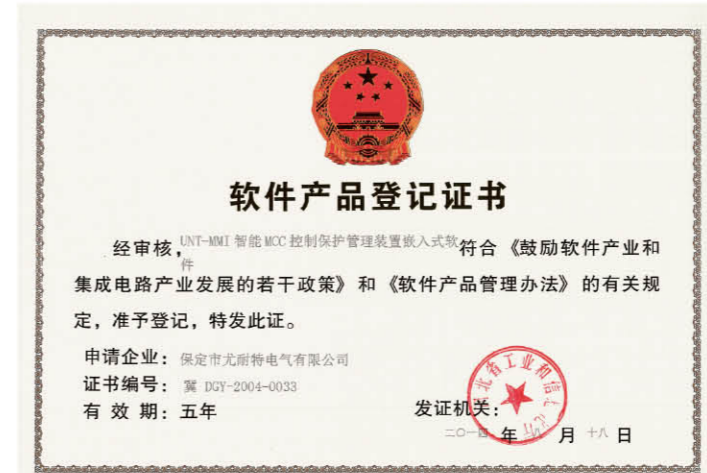 软件产品登记证书
经审核，UNT-MMI 智能 MCC 控制保护管理装置嵌入式软件符合《鼓励软件产业和
集成电路产业发展的若干政策》和《软件产品管理办法》的有关规
定，准予登记，特发此证。
申请企业：保定市尤耐特电气有限公司
证书编号：冀 DGY-2004-0033
有 效 期：五年
发证机关：
二〇一四 年 月 十八 日